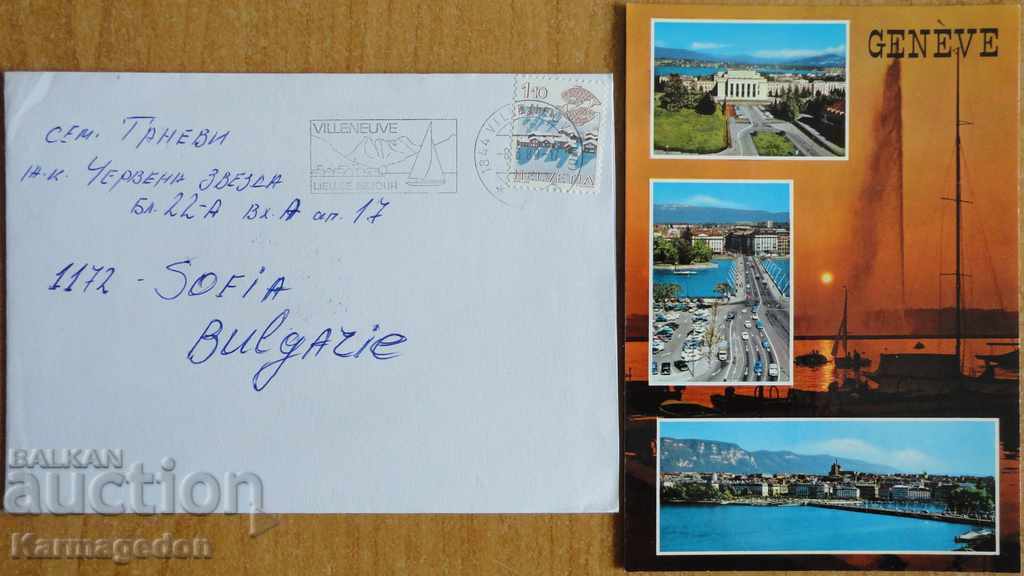 сем. Граневи
ж.к. Червена звезда
бл. 22-А вх. А ап. 17
1172 - SOFIA
Bulgarie
VILLENEUVE
LIEU DE SEJOUR
1844 VILLENEUVE
1.10
HELVETIA
GENÈVE
BALKAN
auction
Karmagedon